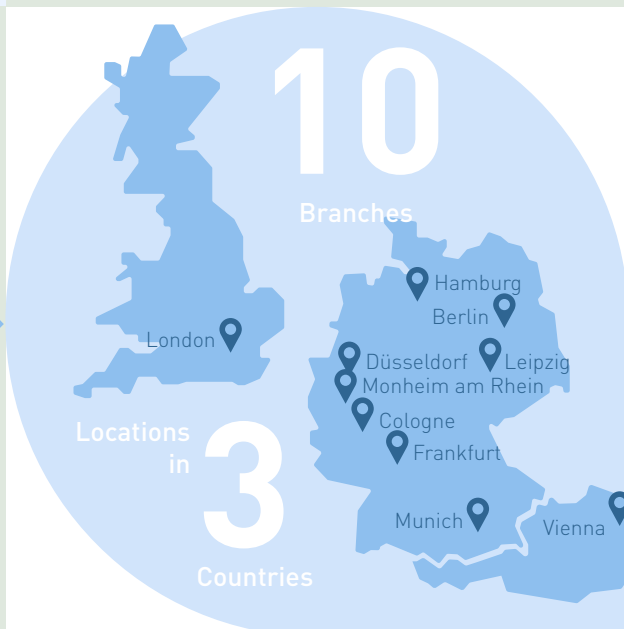 10
Branches
Hamburg
Berlin
London
Düsseldorf
Leipzig
Monheim am Rhein
Cologne
Locations
in
3
Countries
Frankfurt
Munich
Vienna